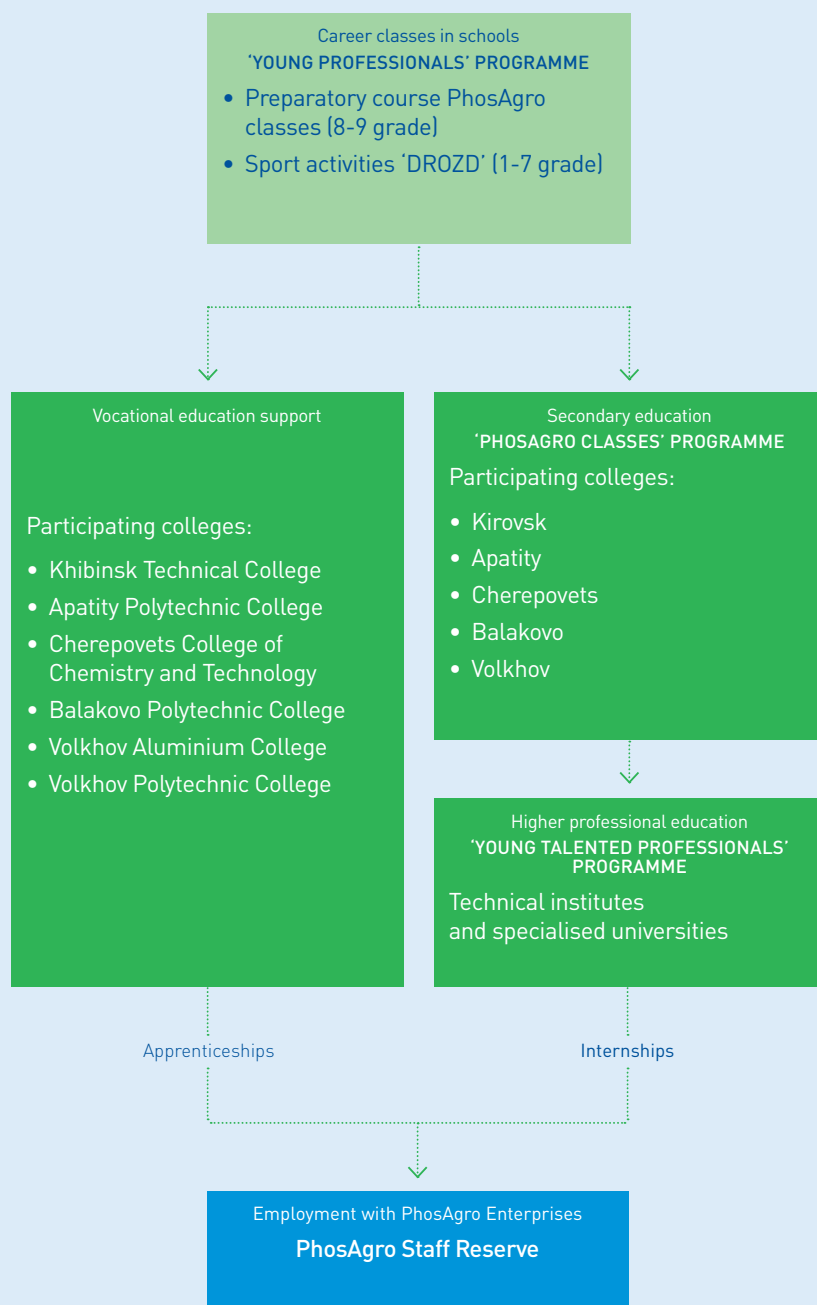 Career classes in schools
‘YOUNG PROFESSIONALS’ PROGRAMME
• Preparatory course PhosAgro
classes (8-9 grade)
• Sport activities ‘DROZD’ (1-7 grade)
Vocational education support
Participating colleges:
• Khibinsk Technical College
• Apatity Polytechnic College
• Cherepovets College of
Chemistry and Technology
• Balakovo Polytechnic College
• Volkhov Aluminium College
• Volkhov Polytechnic College
Secondary education
‘PHOSAGRO CLASSES’ PROGRAMME
Participating colleges:
• Kirovsk
• Apatity
• Cherepovets
• Balakovo
• Volkhov
Higher professional education
‘YOUNG TALENTED PROFESSIONALS’
PROGRAMME
Technical institutes
and specialised universities
Apprenticeships
Internships
Employment with PhosAgro Enterprises
PhosAgro Staff Reserve